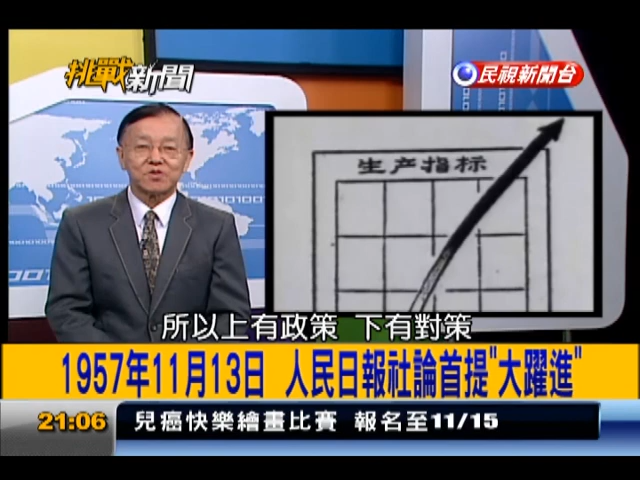 挑戰新聞
民視新聞台
生产指标
所以上有政策 下有對策
1957年11月13日 人民日報社論首提"大躍進"
21:06 兒癌快樂繪畫比賽 報名至11/15